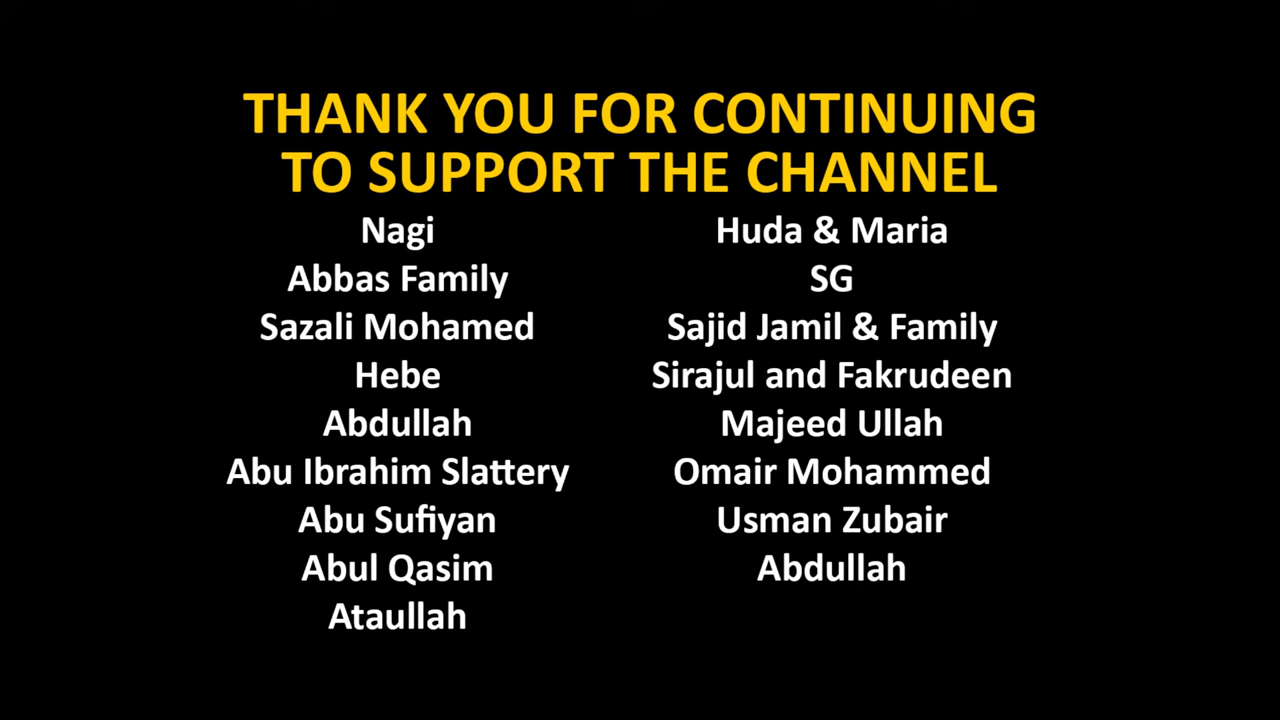 THANK YOU FOR CONTINUING
TO SUPPORT THE CHANNEL
Nagi
Abbas Family
Sazali Mohamed
Hebe
Abdullah
Abu Ibrahim Slattery
Abu Sufiyan
Abul Qasim
Ataullah
Huda & Maria
SG
Sajid Jamil & Family
Sirajul and Fakrudeen
Majeed Ullah
Omair Mohammed
Usman Zubair
Abdullah